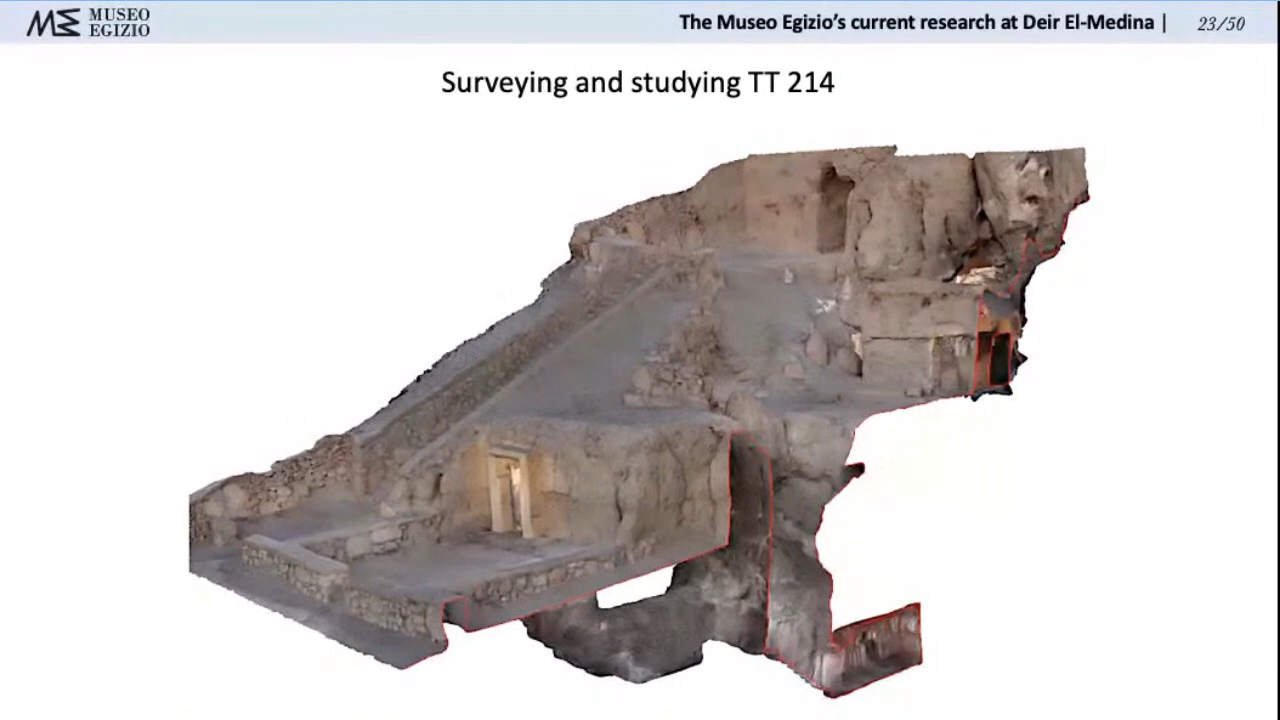 MUSEO
EGIZIO
The Museo Egizio’s current research at Deir El-Medina |
23/50
Surveying and studying TT 214